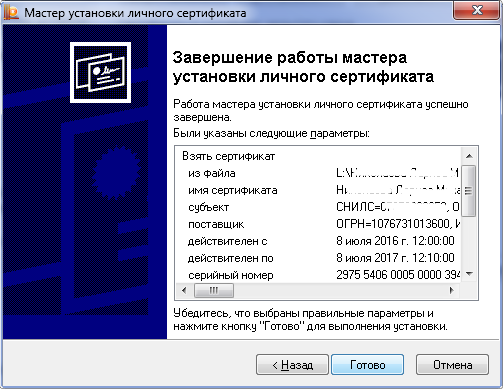 Мастер установки личного сертификата
Завершение работы мастера
установки личного сертификата
Работа мастера установки личного сертификата успешно
завершена.
Были указаны следующие параметры:
Взять сертификат
из файла L:\
имя сертификата
субъект СНИЛС=
поставщик ОГРН=1076731013600, И
действителен с 8 июля 2016 г. 12:00:00
действителен по 8 июля 2017 г. 12:10:00
серийный номер 2975 5406 0005 0000 394
Убедитесь, что выбраны правильные параметры и
нажмите кнопку "Готово" для выполнения установки.
< Назад Готово Отмена